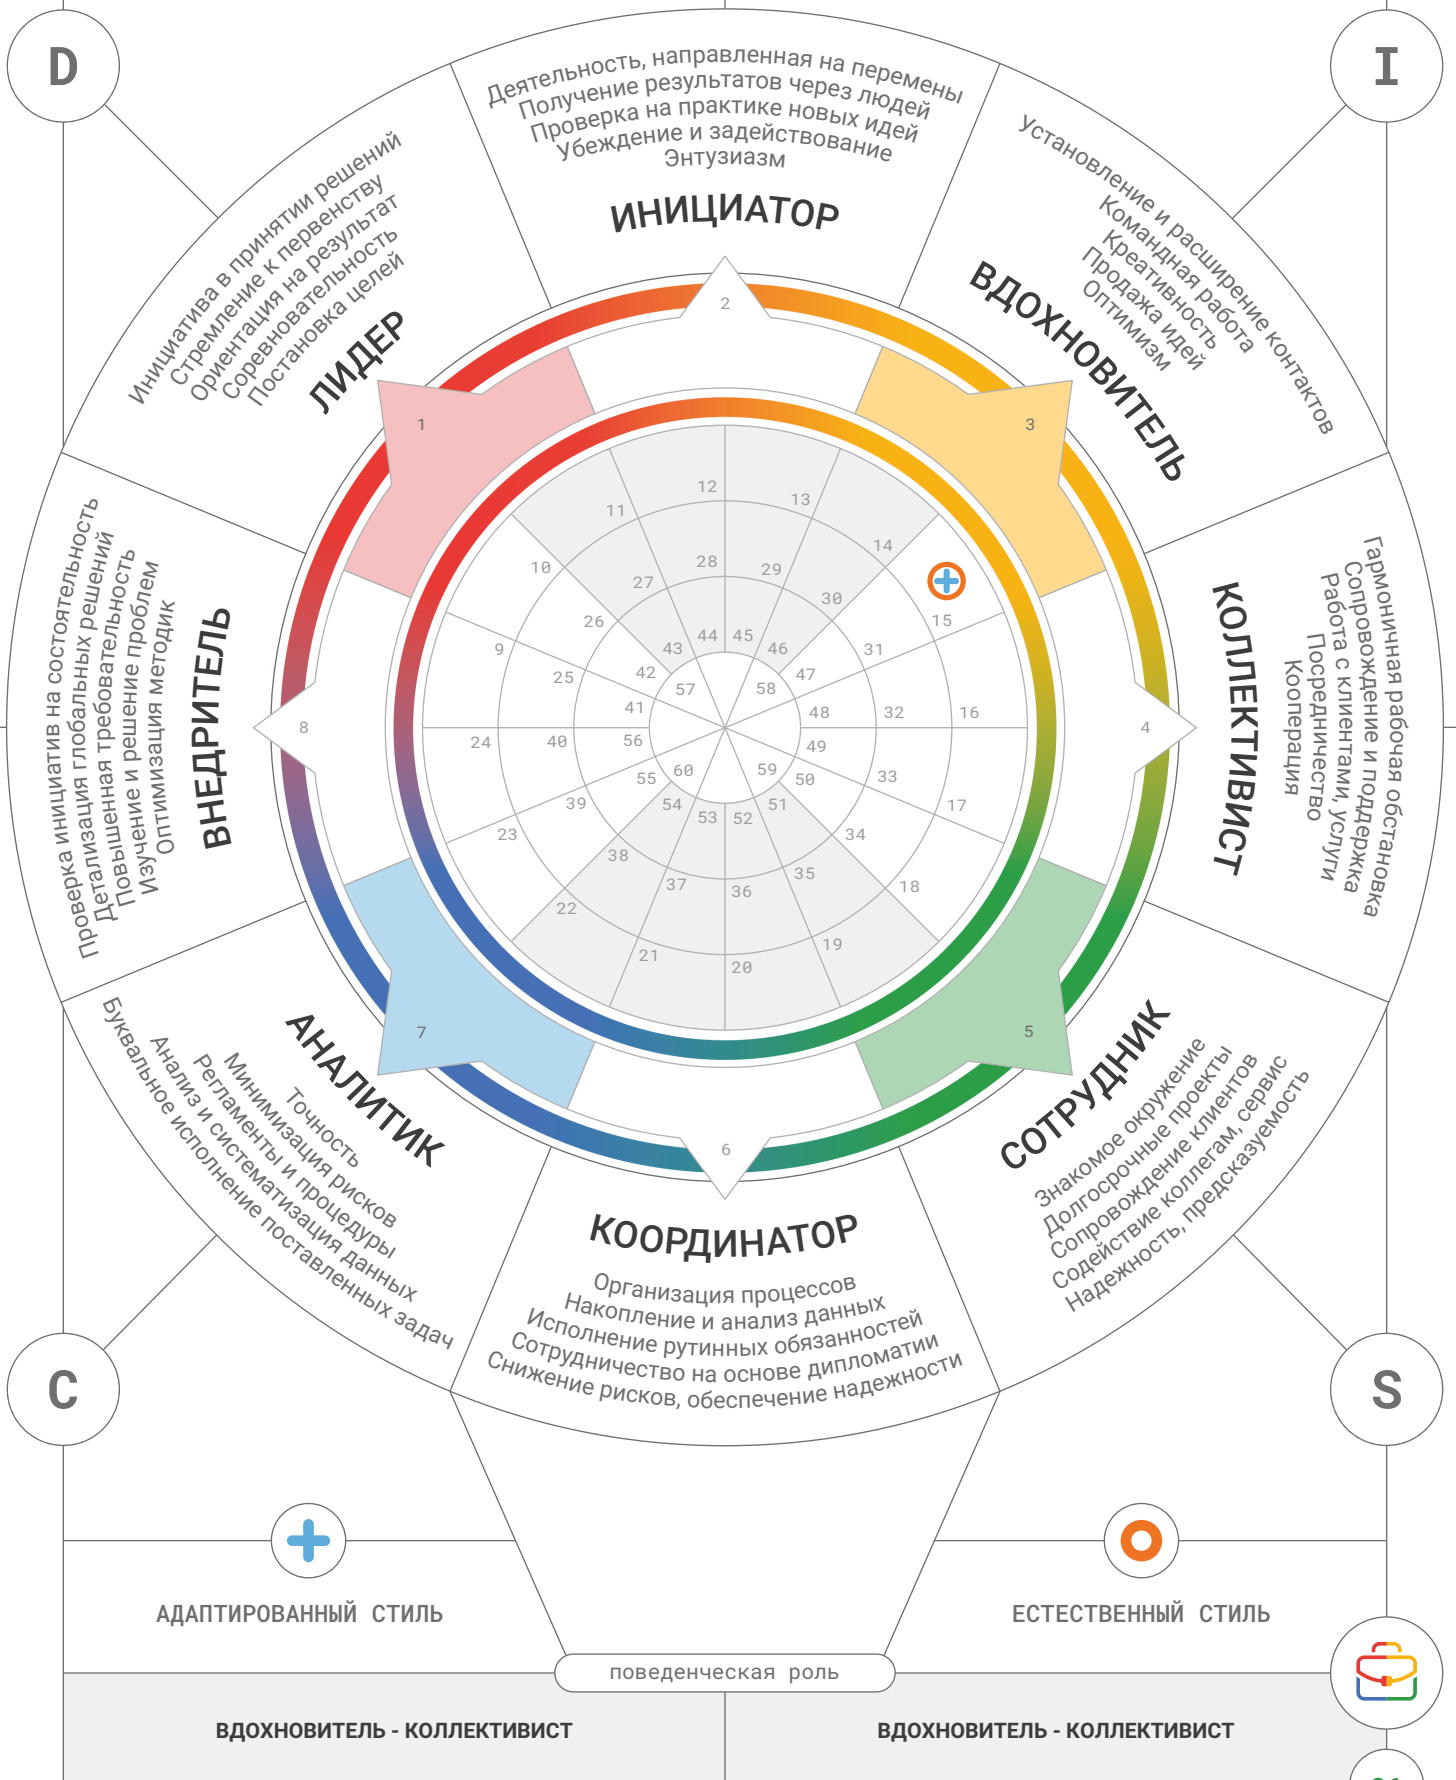 D
I
Деятельность, направленная на перемены
Получение результатов через людей
Проверка на практике новых идей
Убеждение и задействование
Энтузиазм
ИНИЦИАТОР
Инициатива в принятии решений
Стремление к первенству
Ориентация на результат
Соревновательность
Постановка целей
ЛИДЕР
Установление и расширение контактов
Командная работа
Креативность
Продажа идей
Оптимизм
ВДОХНОВИТЕЛЬ
Проверка инициатив на состоятельность
Детализация глобальных решений
Повышенная требовательность
Изучение и решение проблем
Оптимизация методик
ВНЕДРИТЕЛЬ
Гармоничная рабочая обстановка
Сопровождение и поддержка
Работа с клиентами, услуги
Посредничество
Кооперация
КОЛЛЕКТИВИСТ
2
1
3
12
13
11
14
10
28
29
27
30
15
26
9
31
44
45
43
46
25
42
47
57
58
41
48
32
16
8
4
24
40
56
49
60
59
55
50
33
39
54
51
17
53
52
23
34
38
35
37
36
18
22
19
21
20
7
5
6
АНАЛИТИК
Точность
Минимизация рисков
Регламенты и процедуры
Анализ и систематизация данных
Буквальное исполнение поставленных задач
СОТРУДНИК
Знакомое окружение
Долгосрочные проекты
Сопровождение клиентов
Содействие коллегам, сервис
Надежность, предсказуемость
КООРДИНАТОР
Организация процессов
Накопление и анализ данных
Исполнение рутинных обязанностей
Сотрудничество на основе дипломатии
Снижение рисков, обеспечение надежности
C
S
АДАПТИРОВАННЫЙ СТИЛЬ
ЕСТЕСТВЕННЫЙ СТИЛЬ
поведенческая роль
ВДОХНОВИТЕЛЬ - КОЛЛЕКТИВИСТ
ВДОХНОВИТЕЛЬ - КОЛЛЕКТИВИСТ